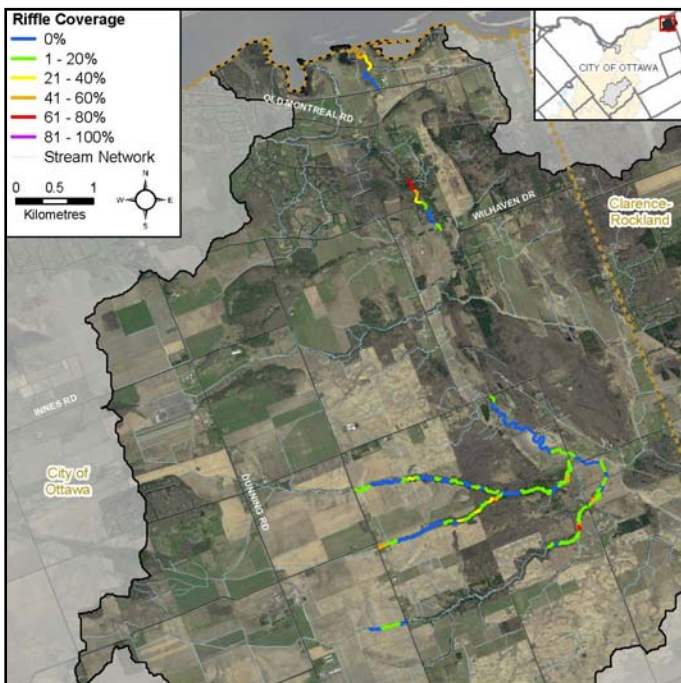 Riffle Coverage
0%
1 - 20%
21 - 40%
41 - 60%
61 - 80%
81 - 100%
Stream Network
0 0.5 1
Kilometres
N
W E
S
CITY OF OTTAWA
OLD MONTREAL RD
WILHAVEN DR
Clarence-
Rockland
INNES RD
City of
Ottawa
DUNNING RD